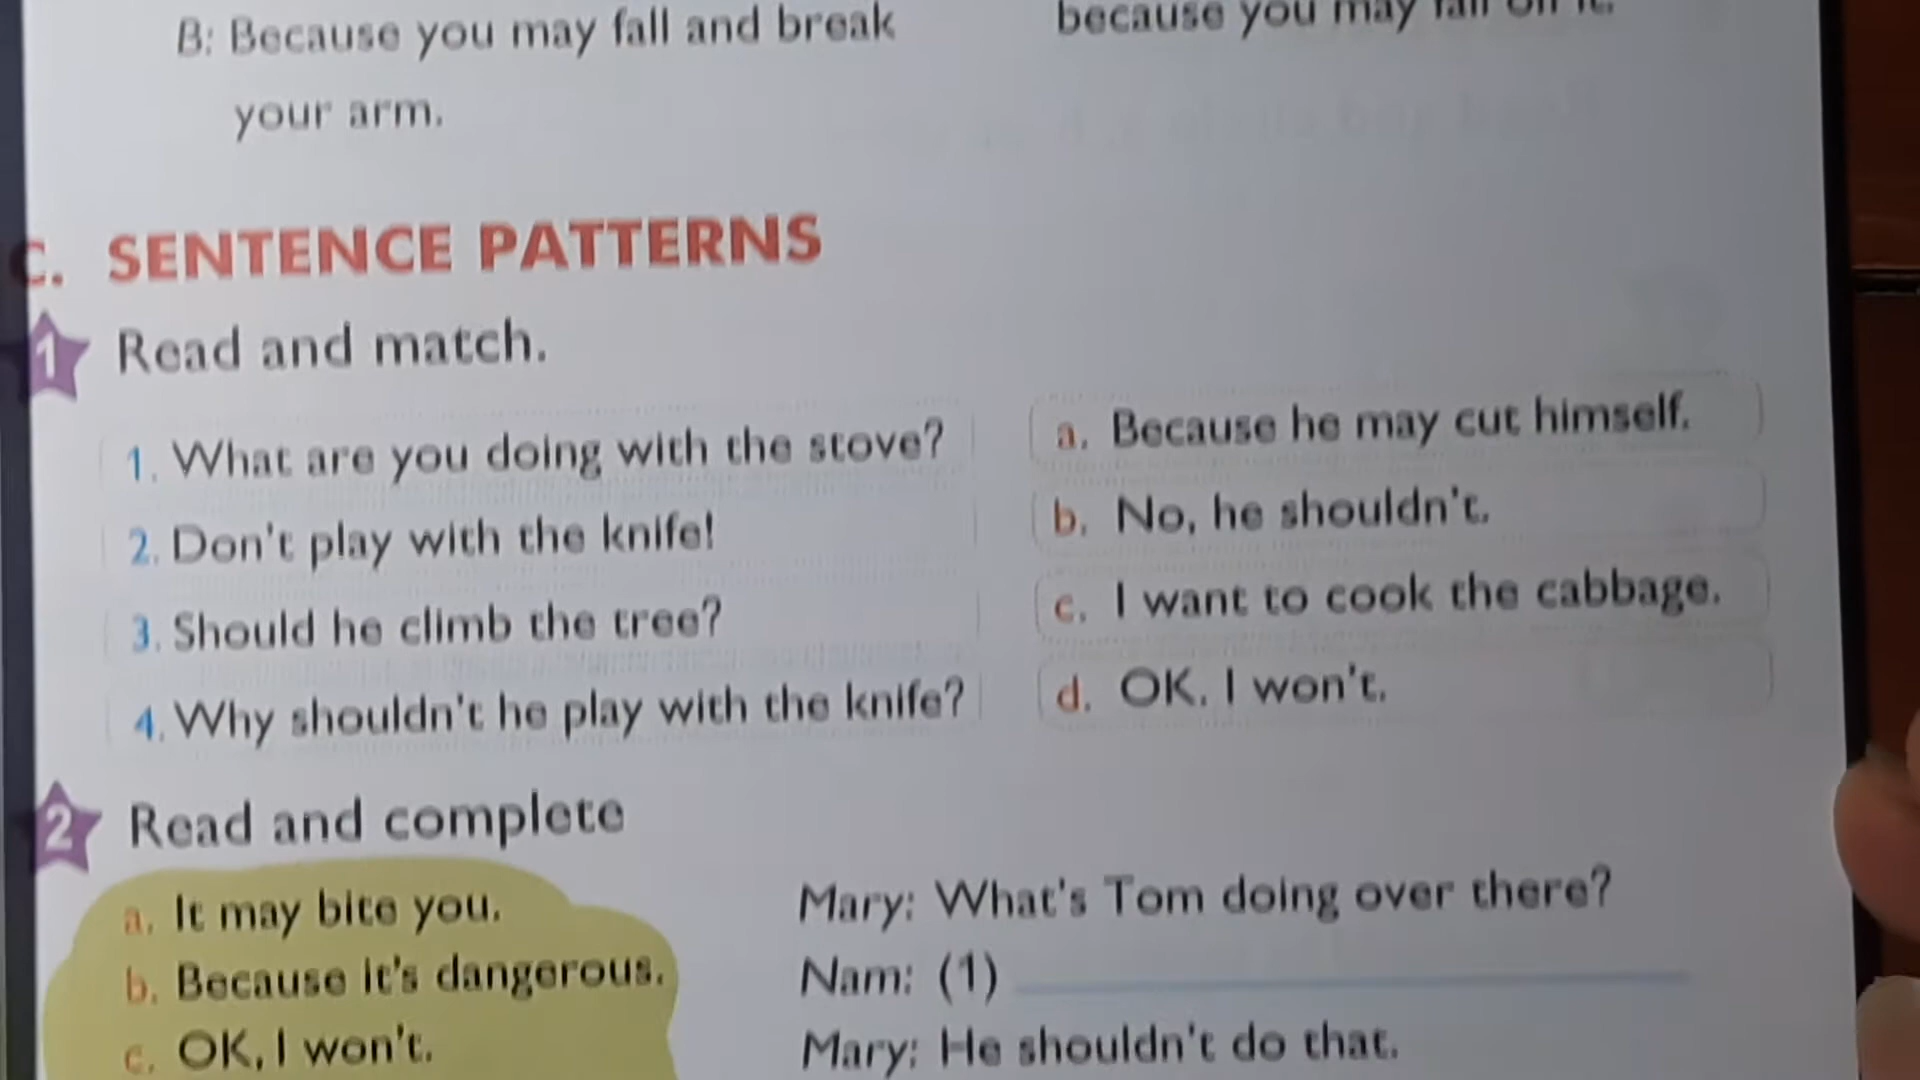 B: Because you may fall and break
your arm.
because you may fall off it.
C. SENTENCE PATTERNS
1 Read and match.
1. What are you doing with the stove?
2. Don't play with the knife!
3. Should he climb the tree?
4. Why shouldn't he play with the knife?
a. Because he may cut himself.
b. No, he shouldn't.
c. I want to cook the cabbage.
d. OK. I won't.
2 Read and complete
a. It may bite you.
b. Because it's dangerous.
c. OK, I won't.
Mary: What's Tom doing over there?
Nam: (1)
Mary: He shouldn't do that.